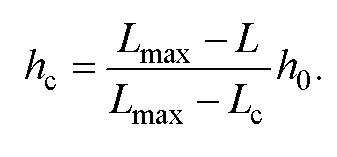 h_c = \frac{L_{max} - L}{L_{max} - L_c} h_0.